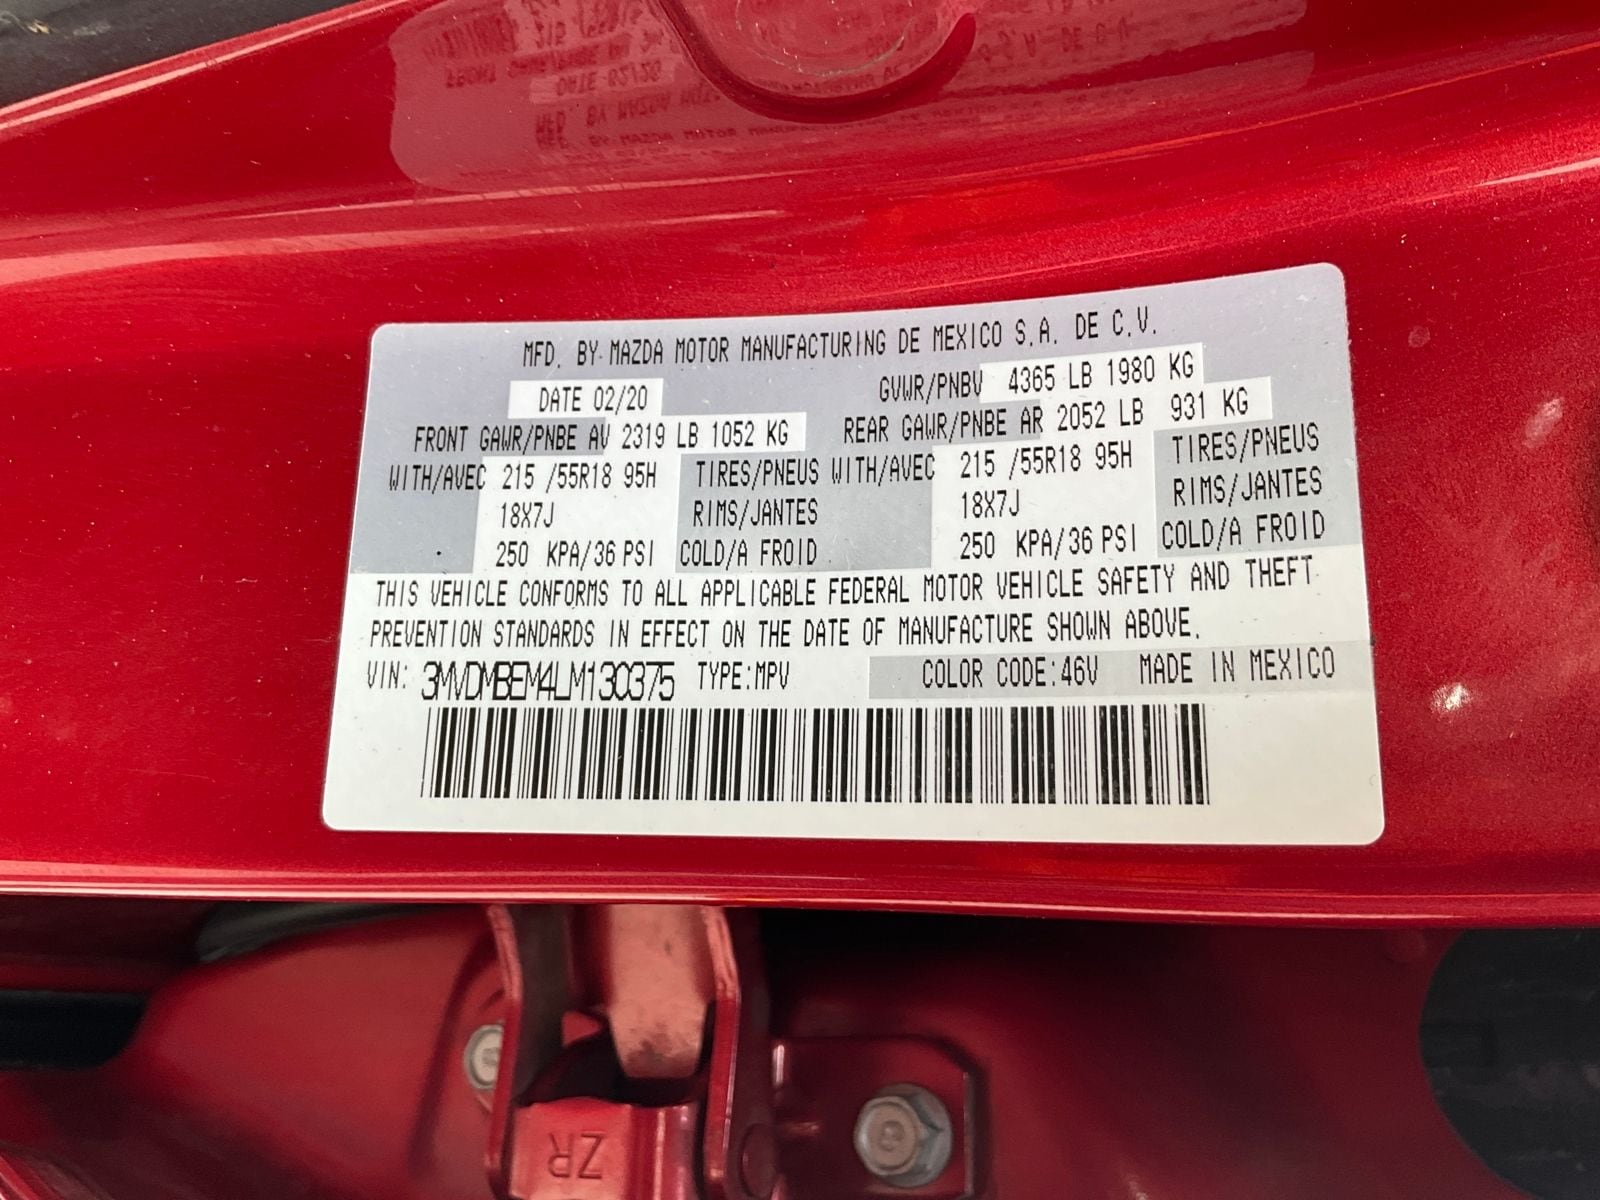 MFD. BY MAZDA MOTOR MANUFACTURING DE MEXICO S.A. DE C.V.
DATE 02/20 GVWR/PNBV 4365 LB 1980 KG
FRONT GAWR/PNBE AV 2319 LB 1052 KG REAR GAWR/PNBE AR 2052 LB 931 KG
WITH/AVEC 215 /55R18 95H TIRES/PNEUS WITH/AVEC 215 /55R18 95H TIRES/PNEUS
18X7J RIMS/JANTES 18X7J RIMS/JANTES
250 KPA/36 PSI COLD/A FROID 250 KPA/36 PSI COLD/A FROID
THIS VEHICLE CONFORMS TO ALL APPLICABLE FEDERAL MOTOR VEHICLE SAFETY AND THEFT
PREVENTION STANDARDS IN EFFECT ON THE DATE OF MANUFACTURE SHOWN ABOVE.
VIN: 3MVDMBEM4LM130375 TYPE:MPV COLOR CODE:46V MADE IN MEXICO
ZR